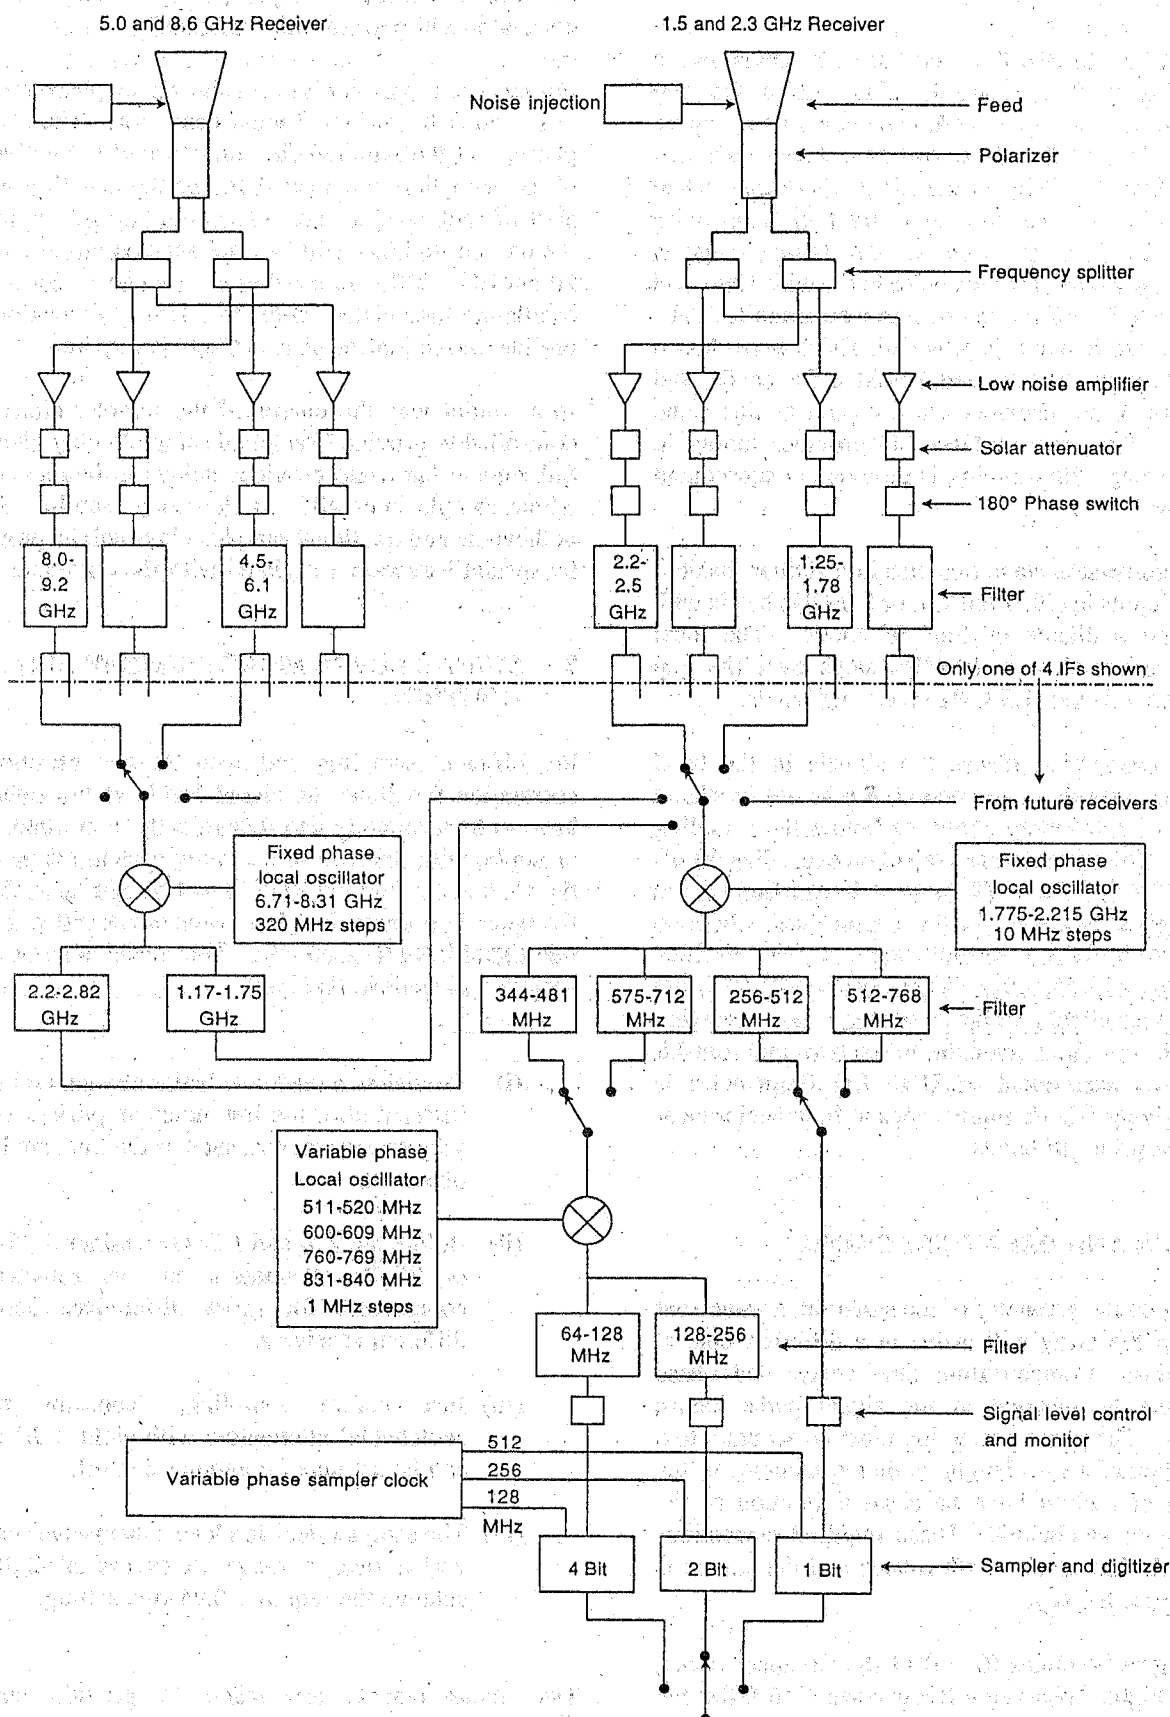 5.0 and 8.6 GHz Receiver
1.5 and 2.3 GHz Receiver
Noise injection
Feed
Polarizer
Frequency splitter
Low noise amplifier
Solar attenuator
180° Phase switch
8.0-
9.2
GHz
4.5-
6.1
GHz
2.2-
2.5
GHz
1.25-
1.78
GHz
Filter
Only one of 4 IFs shown
From future receivers
Fixed phase
local oscillator
6.71-8.31 GHz
320 MHz steps
Fixed phase
local oscillator
1.775-2.215 GHz
10 MHz steps
2.2-2.82
GHz
1.17-1.75
GHz
344-481
MHz
575-712
MHz
256-512
MHz
512-768
MHz
Filter
Variable phase
Local oscillator
511-520 MHz
600-609 MHz
760-769 MHz
831-840 MHz
1 MHz steps
64-128
MHz
128-256
MHz
Filter
Signal level control
and monitor
Variable phase sampler clock
512
256
128
MHz
4 Bit
2 Bit
1 Bit
Sampler and digitizer